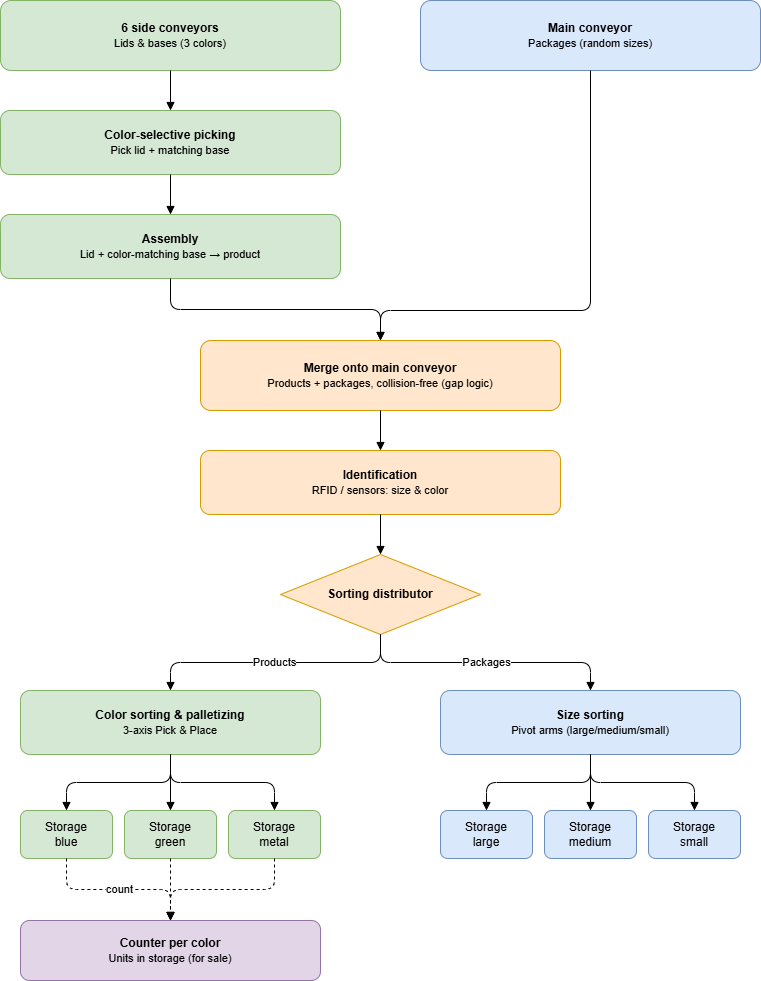 6 side conveyors
Lids & bases (3 colors)
Main conveyor
Packages (random sizes)
Color-selective picking
Pick lid + matching base
Assembly
Lid + color-matching base → product
Merge onto main conveyor
Products + packages, collision-free (gap logic)
Identification
RFID / sensors: size & color
Sorting distributor
Products
Packages
Color sorting & palletizing
3-axis Pick & Place
Size sorting
Pivot arms (large/medium/small)
Storage
blue
Storage
green
Storage
metal
Storage
large
Storage
medium
Storage
small
count
Counter per color
Units in storage (for sale)